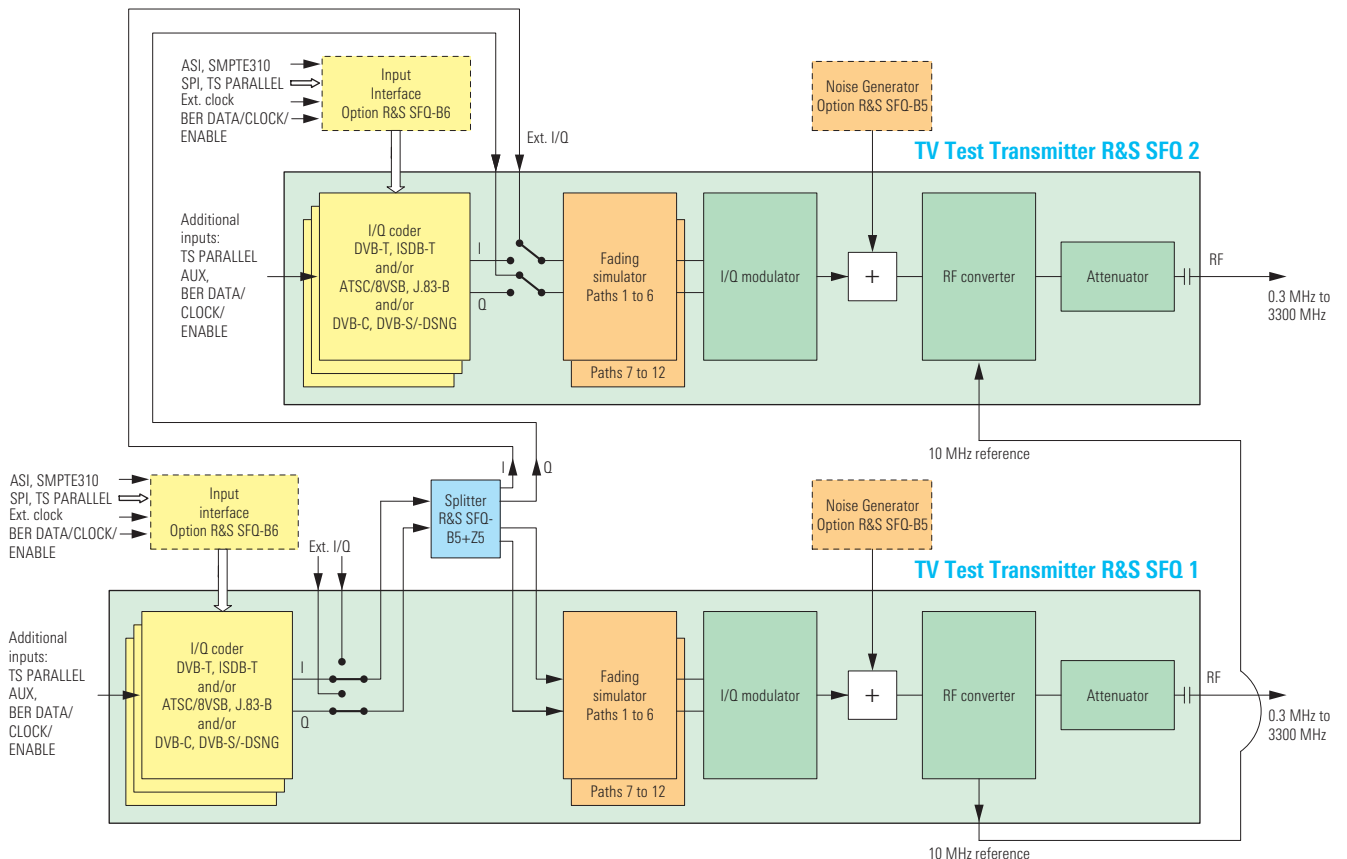 ASI, SMPTE310
SPI, TS PARALLEL
Ext. clock
BER DATA/CLOCK/
ENABLE
Input
Interface
Option R&S SFQ-B6
Ext. I/Q
Noise Generator
Option R&S SFQ-B5
TV Test Transmitter R&S SFQ 2
Additional
inputs:
TS PARALLEL
AUX,
BER DATA/
CLOCK/
ENABLE
I/Q coder
DVB-T, ISDB-T
and/or
ATSC/8VSB, J.83-B
and/or
DVB-C, DVB-S/-DSNG
I
Q
Fading
simulator
Paths 1 to 6
Paths 7 to 12
I/Q modulator
+
RF converter
Attenuator
RF
0.3 MHz to
3300 MHz
10 MHz reference
I
Q
ASI, SMPTE310
SPI, TS PARALLEL
Ext. clock
BER DATA/CLOCK/
ENABLE
Input
interface
Option R&S SFQ-B6
Ext. I/Q
Splitter
R&S SFQ-
B5+Z5
Noise Generator
Option R&S SFQ-B5
TV Test Transmitter R&S SFQ 1
Additional
inputs:
TS PARALLEL
AUX,
BER DATA/
CLOCK/
ENABLE
I/Q coder
DVB-T, ISDB-T
and/or
ATSC/8VSB, J.83-B
and/or
DVB-C, DVB-S/-DSNG
I
Q
Fading
simulator
Paths 1 to 6
Paths 7 to 12
I/Q modulator
+
RF converter
Attenuator
RF
0.3 MHz to
3300 MHz
10 MHz reference